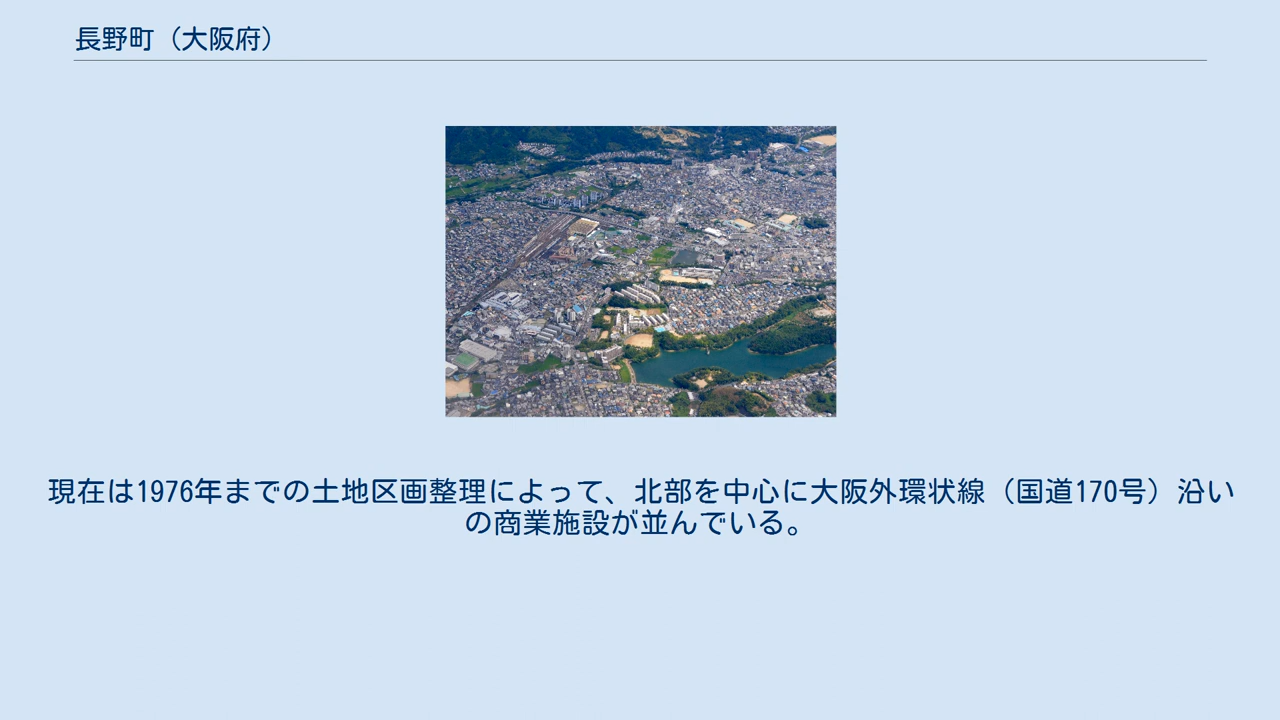 長野町（大阪府）
現在は1976年までの土地区画整理によって、北部を中心に大阪外環状線（国道170号）沿い
の商業施設が並んでいる。